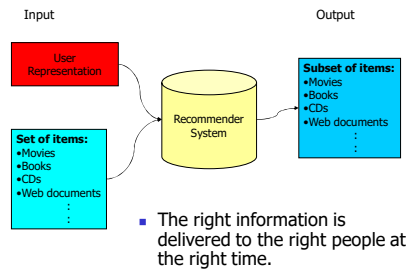 Input
Output
User
Representation
Set of items:
•Movies
•Books
•CDs
•Web documents
:
:
Recommender
System
Subset of items:
•Movies
•Books
•CDs
•Web documents
:
:
▪ The right information is
delivered to the right people at
the right time.